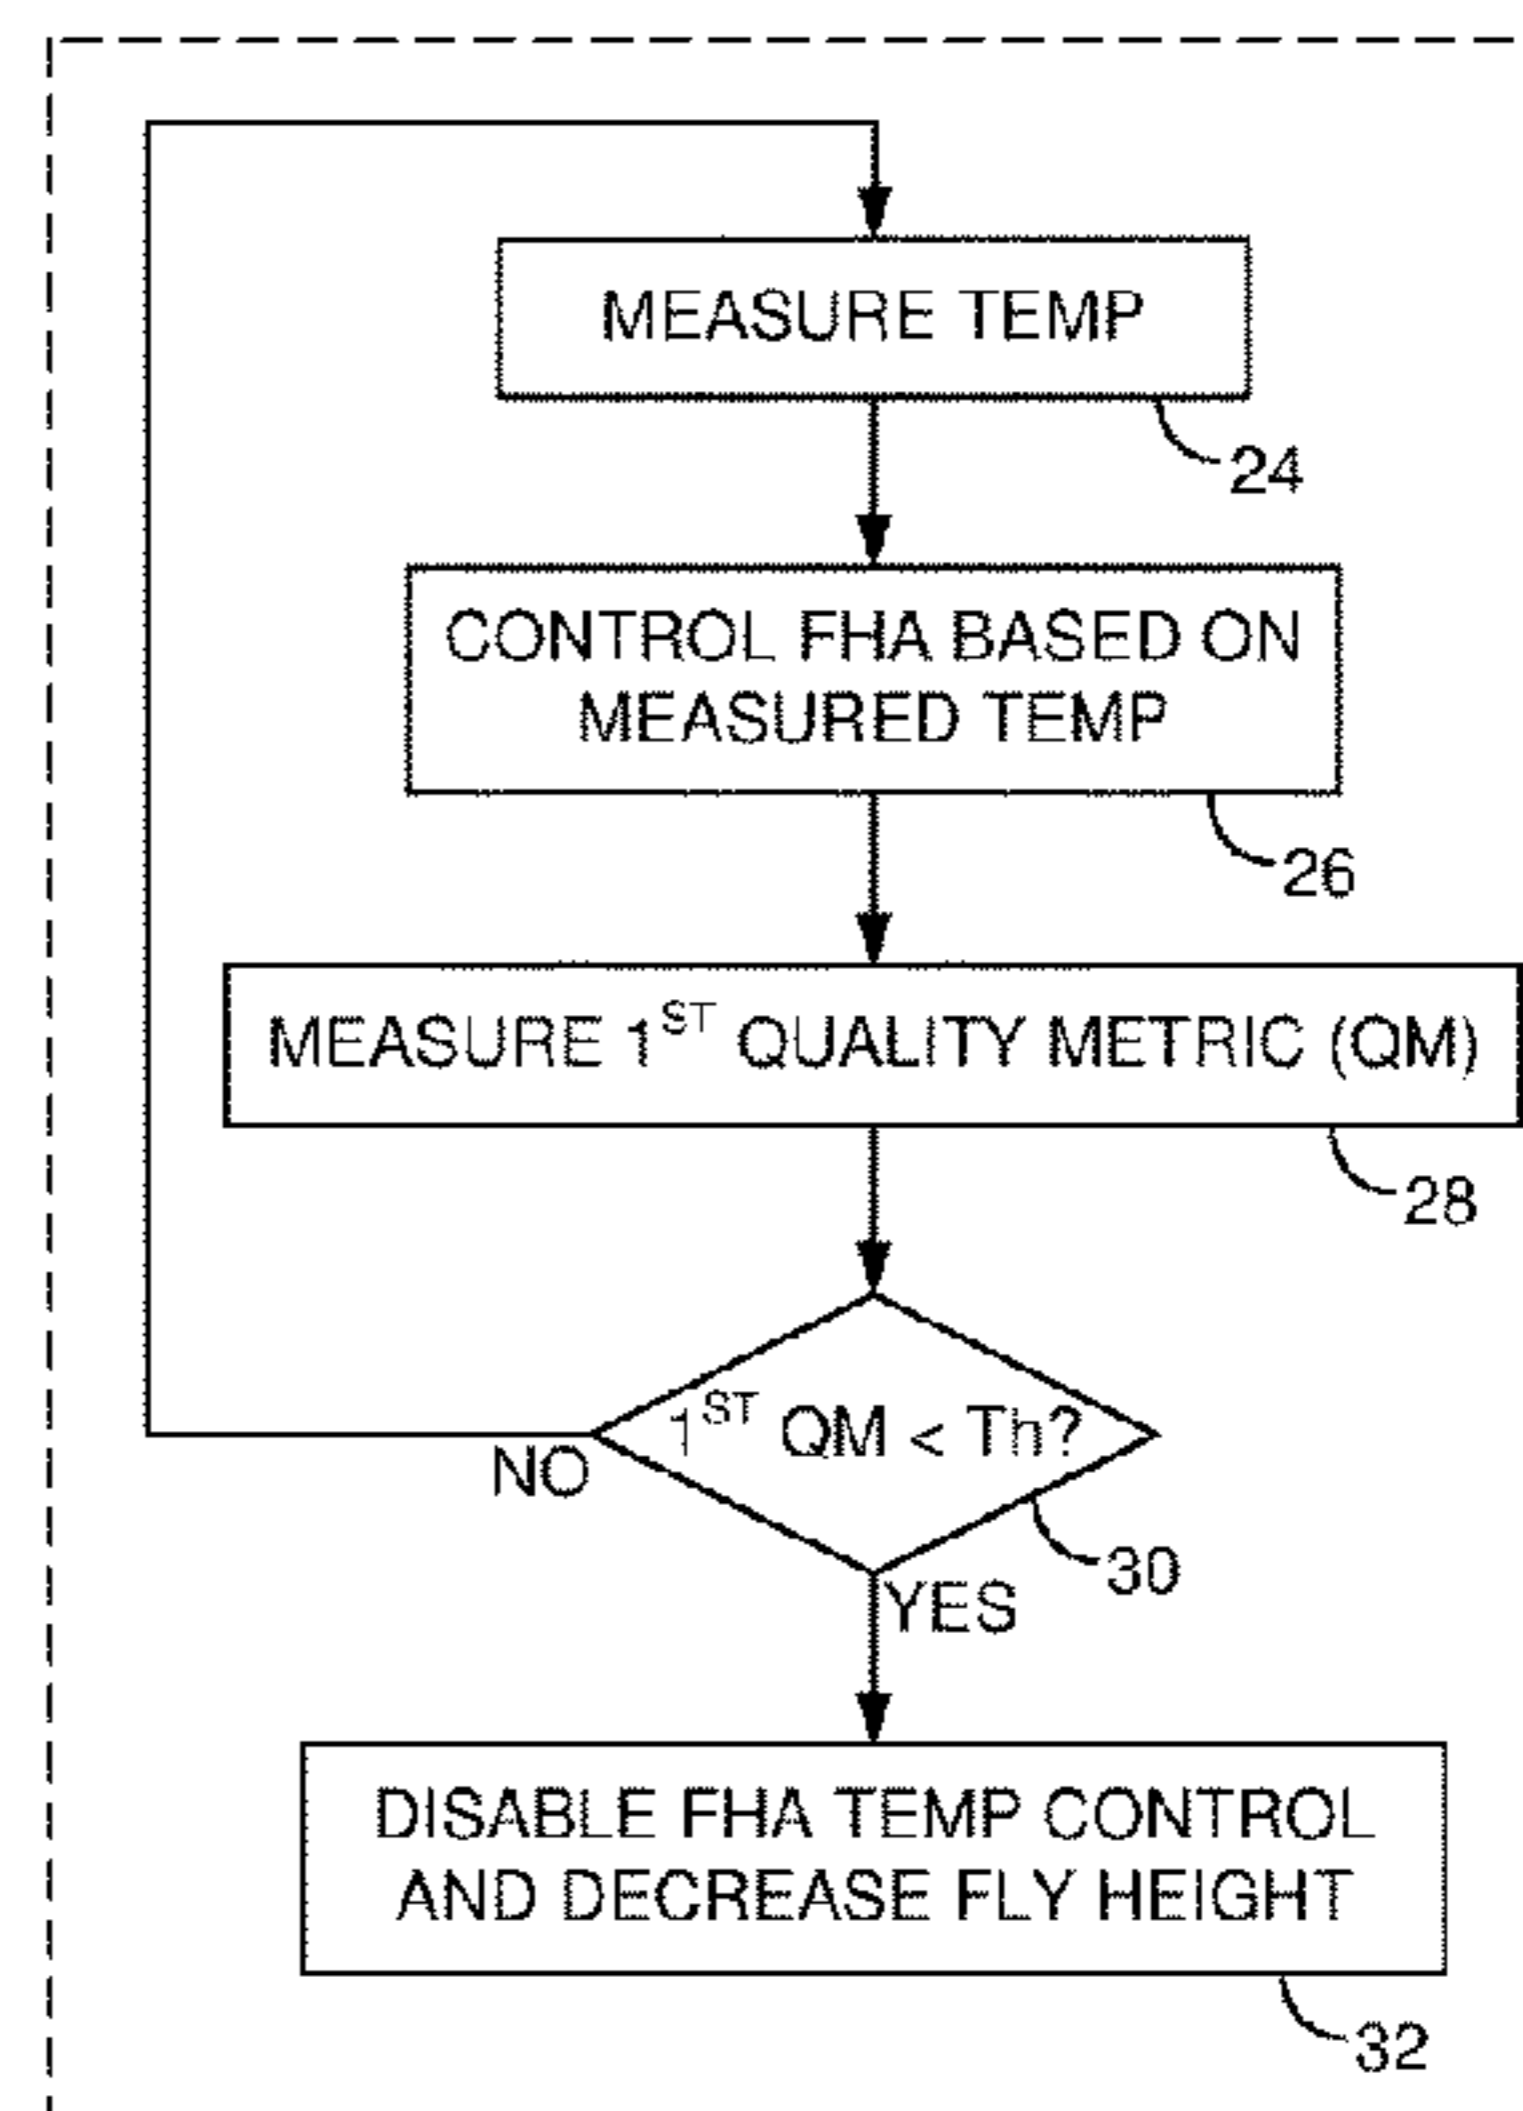 MEASURE TEMP
24
CONTROL FHA BASED ON
MEASURED TEMP
26
MEASURE 1ST QUALITY METRIC (QM)
28
1ST QM < Th?
NO
30
YES
DISABLE FHA TEMP CONTROL
AND DECREASE FLY HEIGHT
32